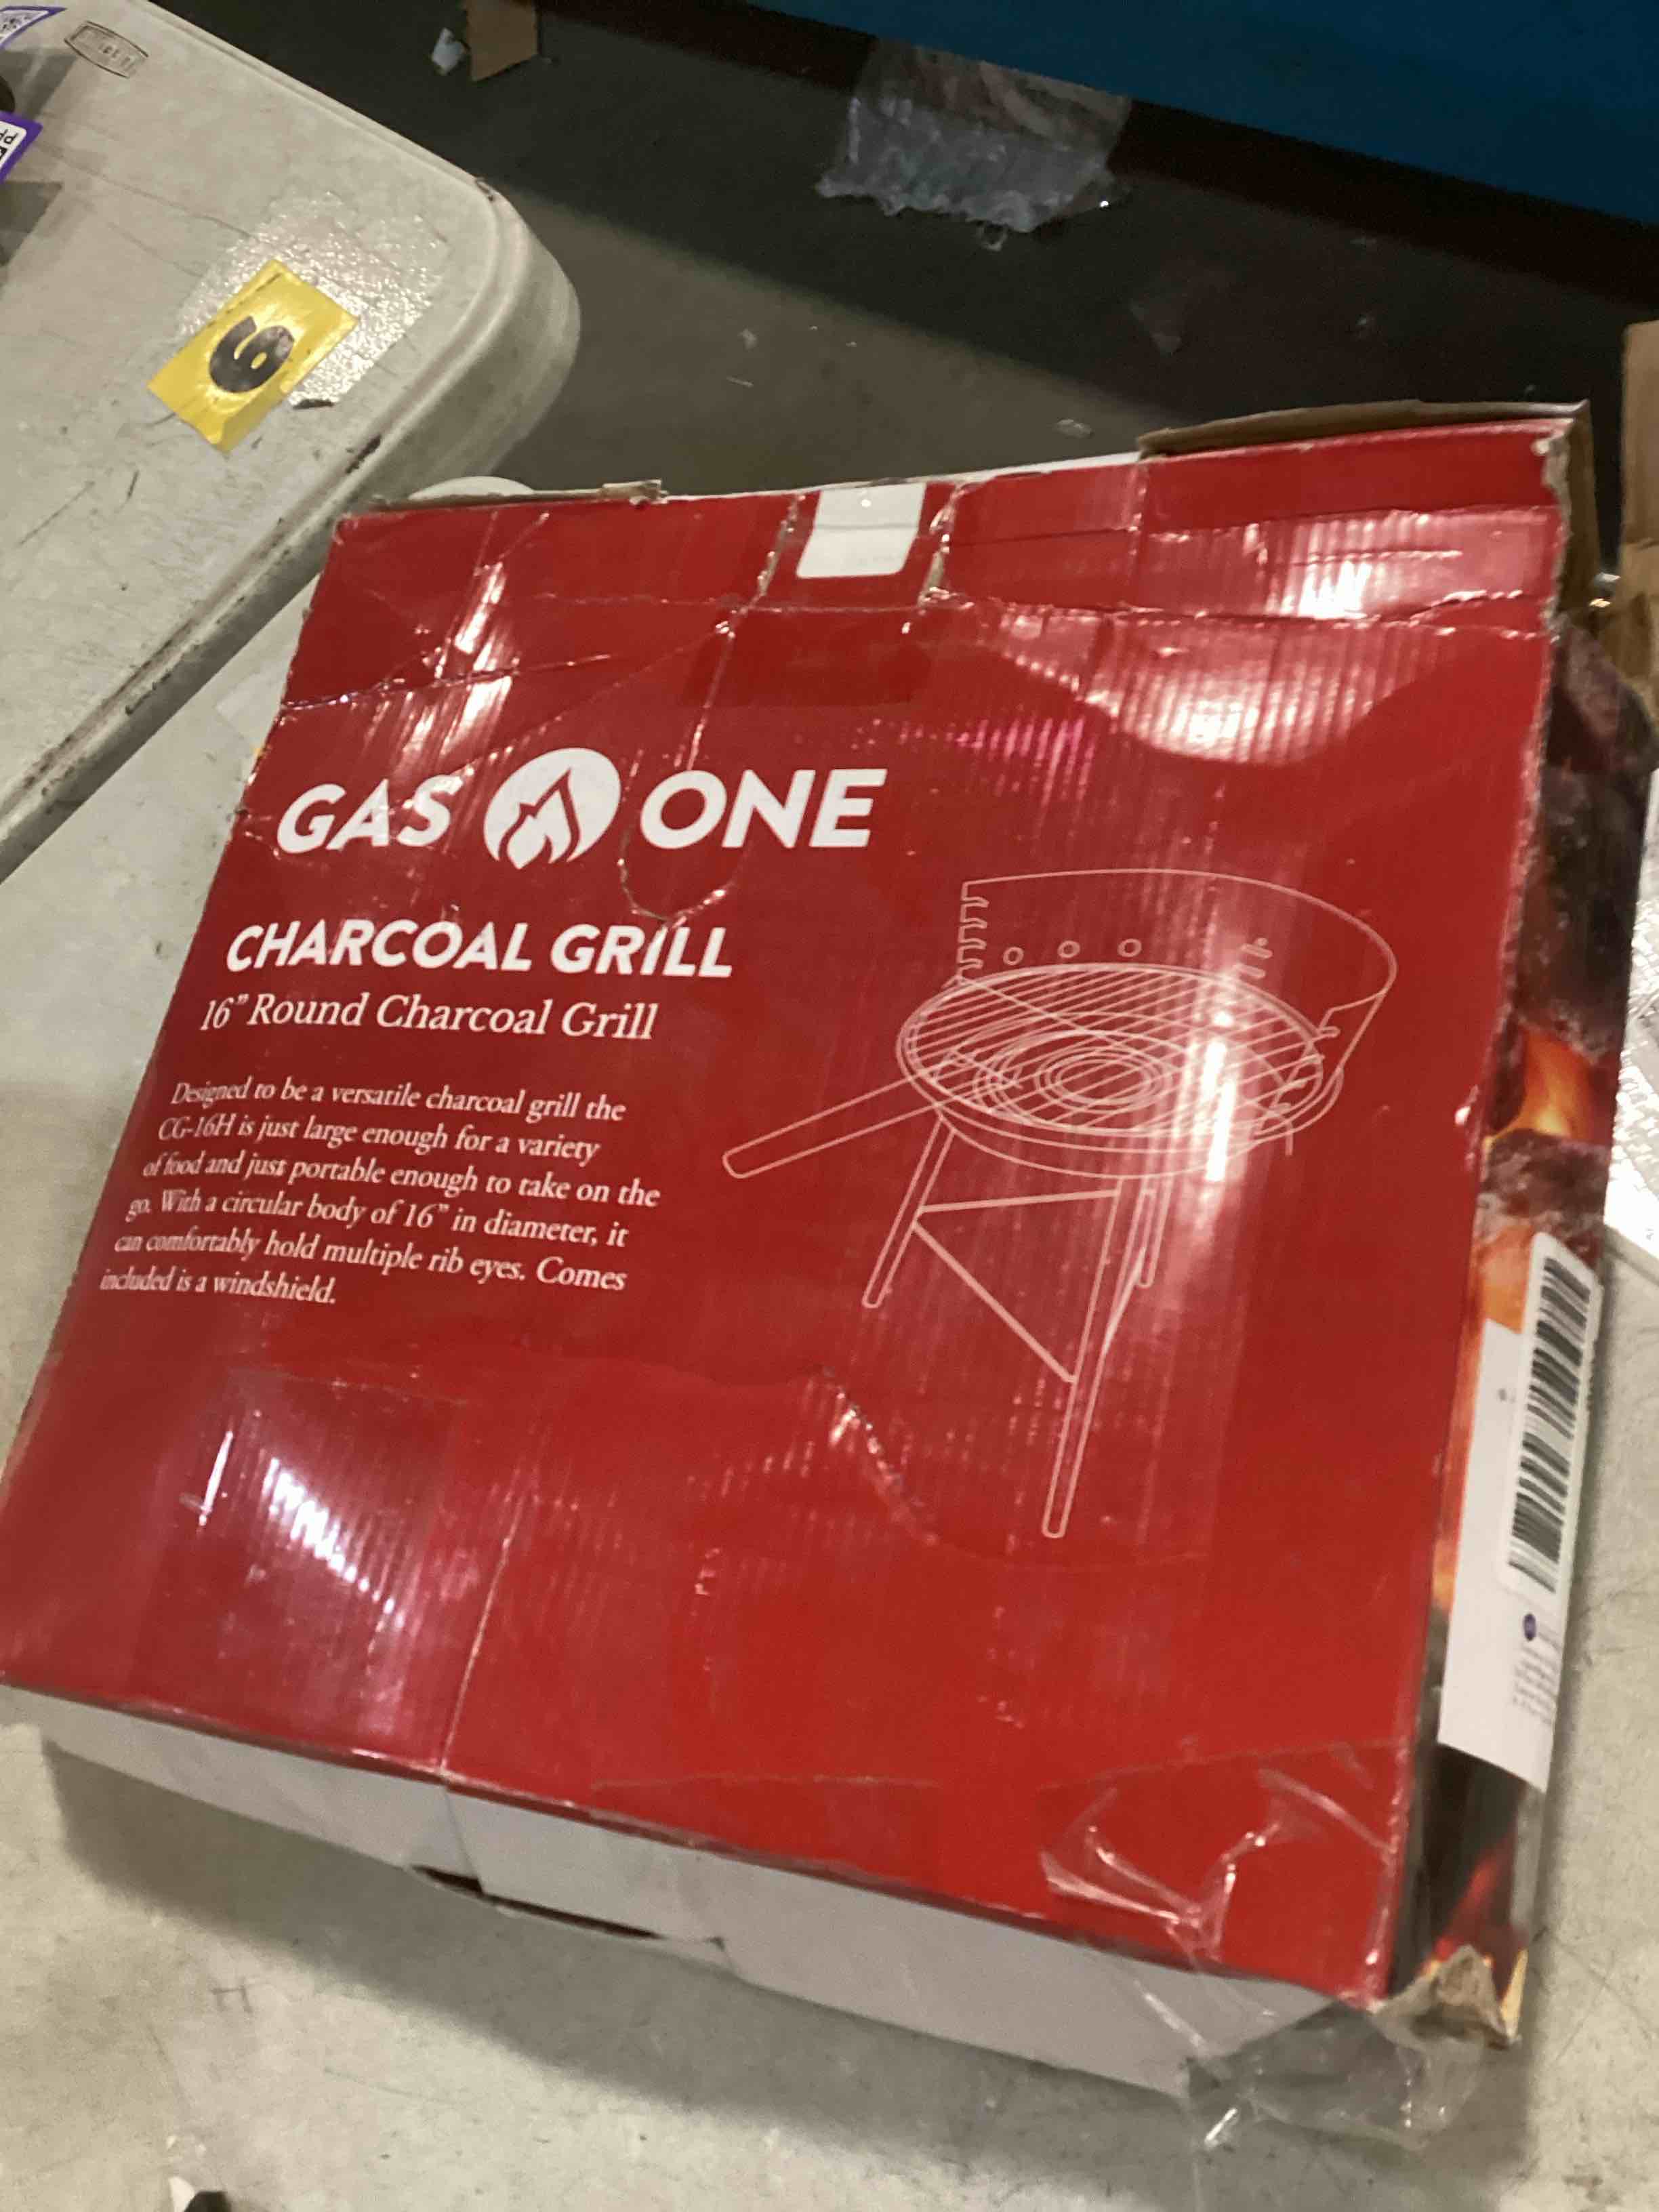 6
GAS ONE
CHARCOAL GRILL
16" Round Charcoal Grill
Designed to be a versatile charcoal grill the
CG-16H is just large enough for a variety
of food and just portable enough to take on the
go. With a circular body of 16" in diameter, it
can comfortably hold multiple rib eyes. Comes
included is a windshield.